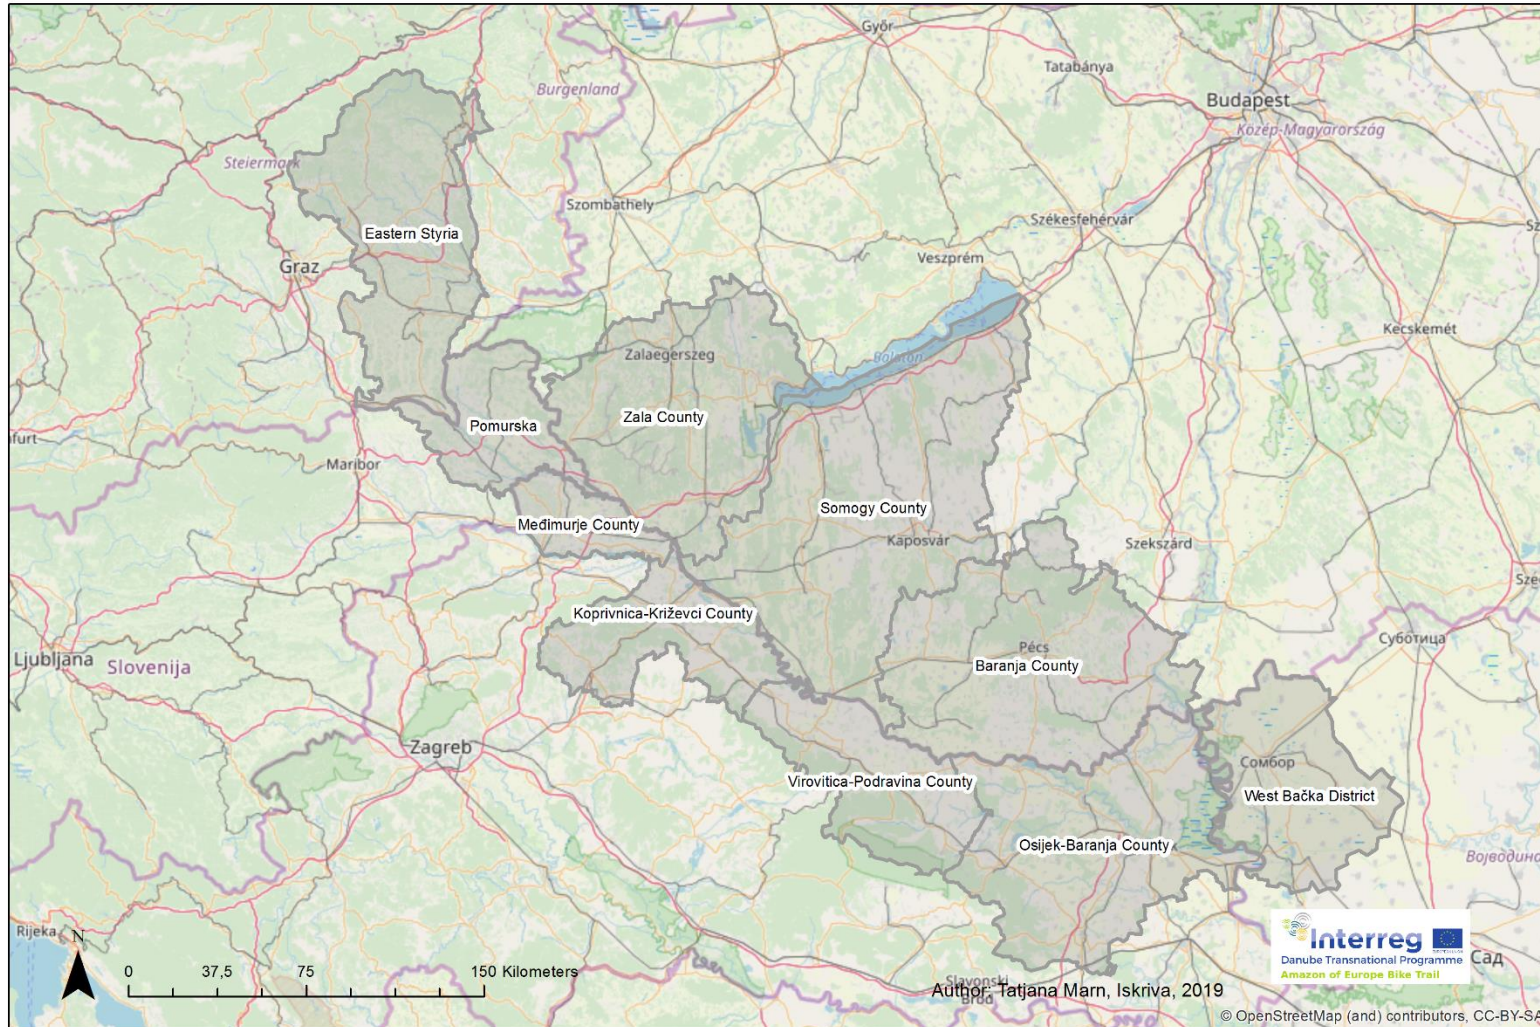 Győr
Tatabánya
Burgenland
Budapest
Közép-Magyarország
Steiermark
Szombathely
Székesfehérvár
Eastern Styria
Veszprém
Graz
Kecskemét
Zalaegerszeg
Balaton
Zala County
Pomurska
furt
Maribor
Somogy County
Međimurje County
Kaposvár
Szekszárd
Sze
Koprivnica-Križevci County
Суботица
Ljubljana
Slovenija
Pécs
Baranja County
Zagreb
Сомбор
Virovitica-Podravina County
West Bačka District
Osijek-Baranja County
Војводин
Rijeka
N
Interreg
Danube Transnational Programme
Amazon of Europe Bike Trail
Сад
0 37,5 75 150 Kilometers
Slavonski
Brod
Author: Tatjana Marn, Iskriva, 2019
© OpenStreetMap (and) contributors, CC-BY-SA